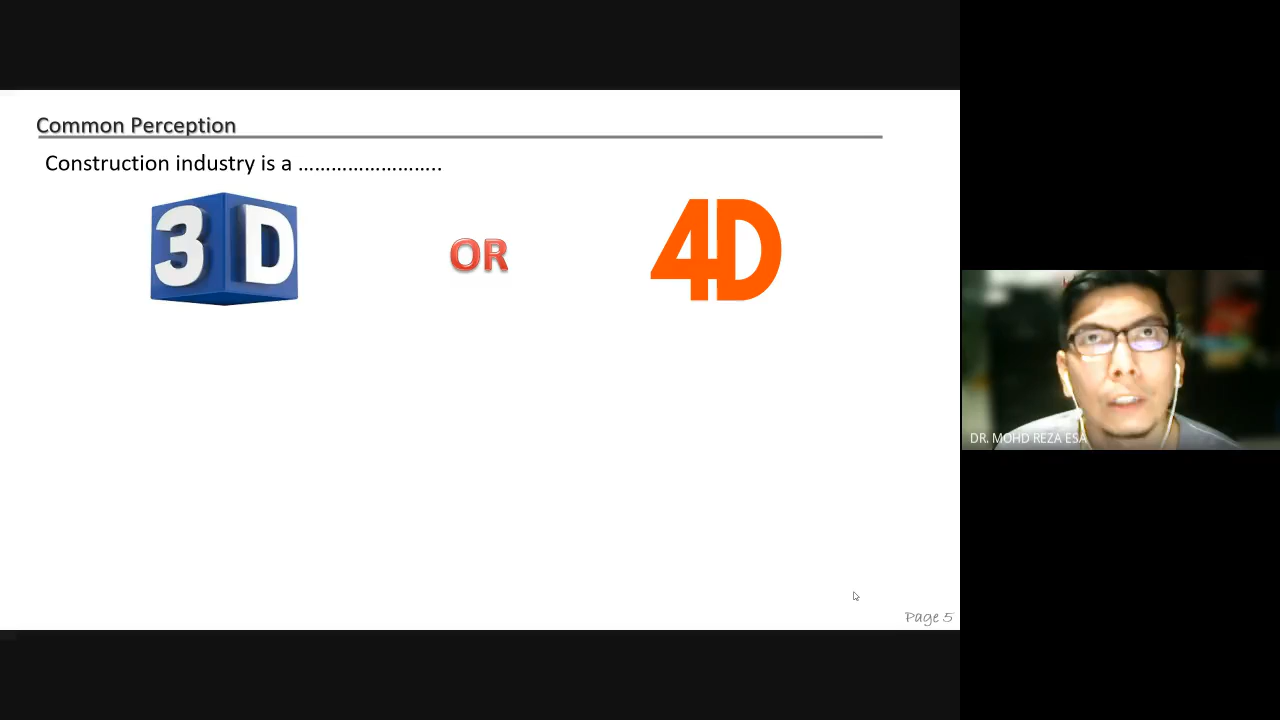 Common Perception
Construction industry is a ……………………..
3D OR 4D
DR. MOHD REZA ESA
Page 5